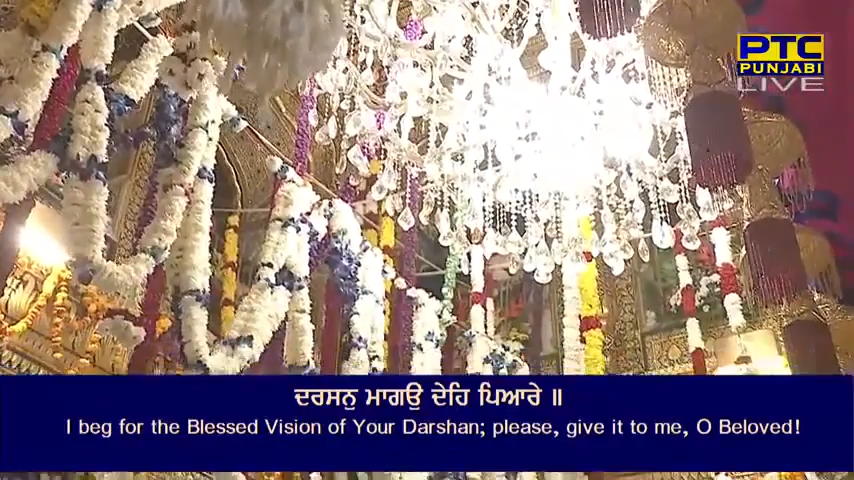 PTC
PUNJABI
LIVE
ਦਰਸਨੁ ਮਾਗਉ ਦੇਹਿ ਪਿਆਰੇ ॥
I beg for the Blessed Vision of Your Darshan; please, give it to me, O Beloved!